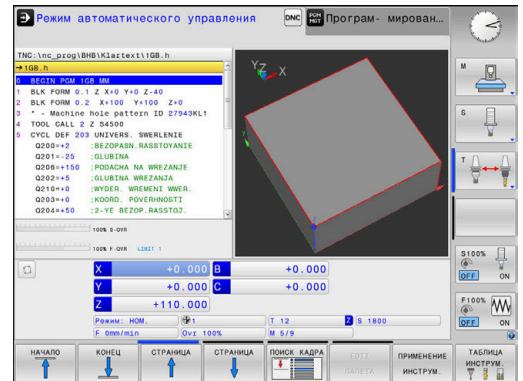 Режим автоматического управления DNC PGM MGT Програм- мирован...
TNC:\nc_prog\BHB\Klartext\1GB.h
→1GB.h
0 BEGIN PGM 1GB MM
1 BLK FORM 0.1 Z X+0 Y+0 Z-40
2 BLK FORM 0.2 X+100 Y+100 Z+0
3 * - Machine hole pattern ID 27943KL1
4 TOOL CALL 2 Z S4500
5 CYCL DEF 203 UNIVERS. SWERLENIE
Q200=+2 ;BEZOPASN.RASSTOYANIE
Q201=-25 ;GLUBINA
Q206=+150 ;PODACHA NA WREZANJE
Q202=+5 ;GLUBINA WREZANJA
Q210=+0 ;WYDER. WREMENI WWER.
Q203=+0 ;KOORD. POVERHNOSTI
Q204=+50 ;2-YE BEZOP.RASSTOJ.
Y Z X
M
S
T
100% S-OVR
100% F-OVR LIMIT 1
X +0.000 B +0.000
Y +0.000 C +0.000
Z +110.000
Режим: НОМ. 1 T 12 Z S 1800
F 0mm/min Ovr 100% M 5/9
S100%
OFF ON
F100%
OFF ON
НАЧАЛО
КОНЕЦ
СТРАНИЦА
СТРАНИЦА
ПОИСК КАДРА
EDIT
ПАЛЕТА
ПРИМЕНЕНИЕ
ИНСТРУМ.
ТАБЛИЦА
ИНСТРУМ.